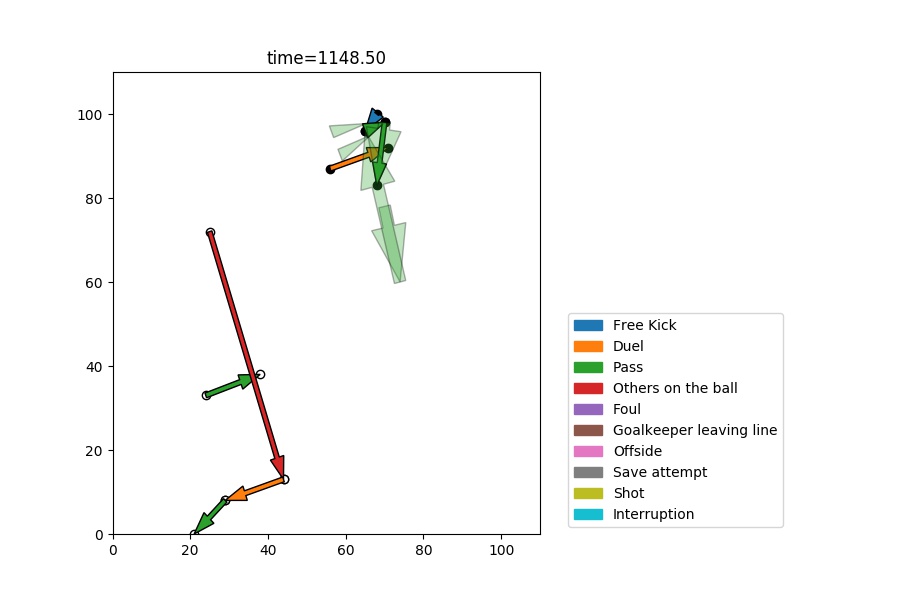 time=1148.50
100
80
60
40
20
0
0 20 40 60 80 100
Free Kick
Duel
Pass
Others on the ball
Foul
Goalkeeper leaving line
Offside
Save attempt
Shot
Interruption